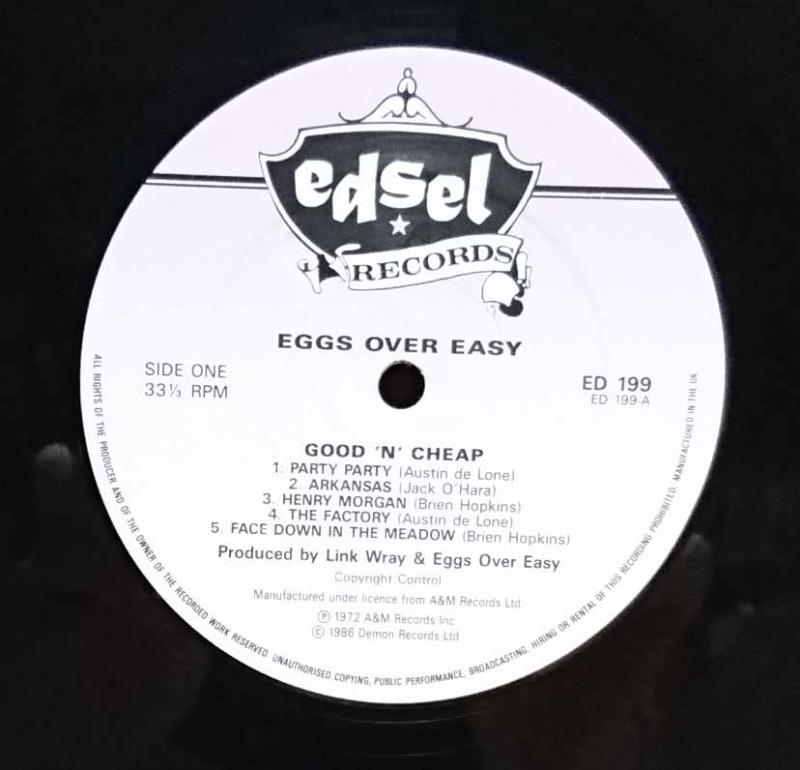 edsel
RECORDS
EGGS OVER EASY
SIDE ONE
33⅓ RPM
ED 199
ED 199-A
GOOD 'N' CHEAP
1. PARTY PARTY (Austin de Lone)
2. ARKANSAS (Jack O'Hara)
3. HENRY MORGAN (Brien Hopkins)
4. THE FACTORY (Austin de Lone)
5. FACE DOWN IN THE MEADOW (Brien Hopkins)
Produced by Link Wray & Eggs Over Easy
Copyright Control
Manufactured under licence from A&M Records Ltd
Ⓟ 1972 A&M Records Inc
© 1986 Demon Records Ltd
ALL RIGHTS OF THE PRODUCER AND OF THE OWNER OF THE RECORDED WORK RESERVED. UNAUTHORISED COPYING, PUBLIC PERFORMANCE, BROADCASTING, HIRING OR RENTAL OF THIS RECORDING PROHIBITED. MANUFACTURED IN THE UK